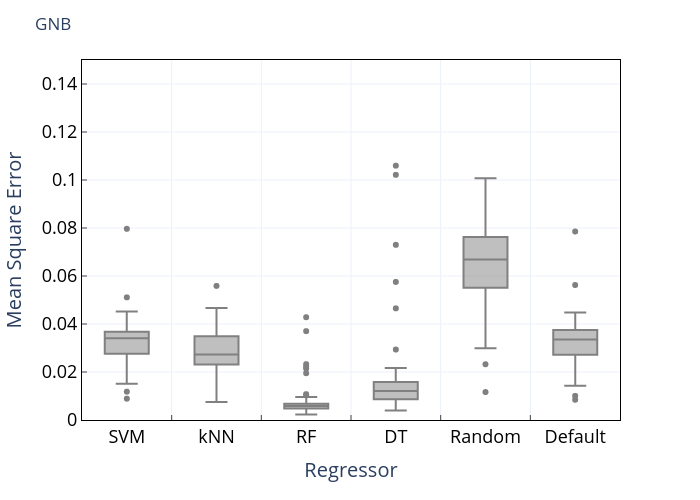 GNB
Mean Square Error
0.14
0.12
0.1
0.08
0.06
0.04
0.02
0
SVM kNN RF DT Random Default
Regressor